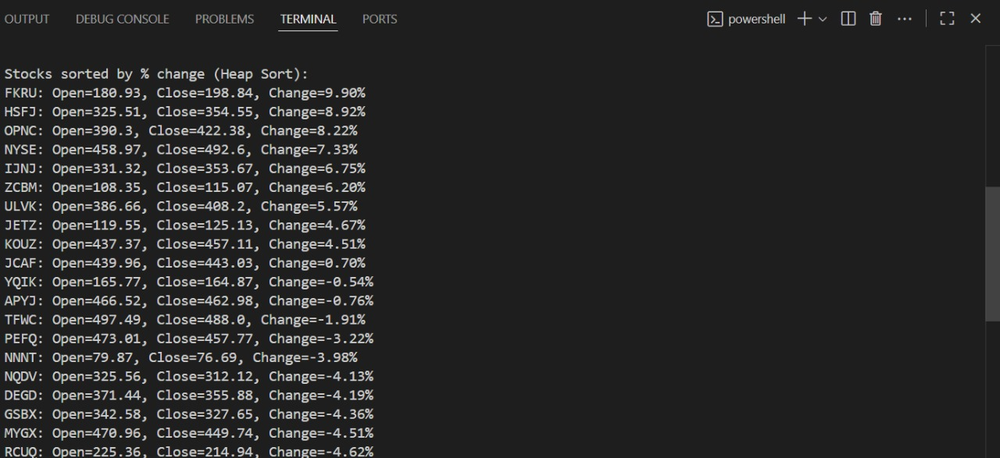 OUTPUT DEBUG CONSOLE PROBLEMS TERMINAL PORTS powershell
Stocks sorted by % change (Heap Sort):
FKRU: Open=180.93, Close=198.84, Change=9.90%
HSFJ: Open=325.51, Close=354.55, Change=8.92%
OPNC: Open=390.3, Close=422.38, Change=8.22%
NYSE: Open=458.97, Close=492.6, Change=7.33%
IJNJ: Open=331.32, Close=353.67, Change=6.75%
ZCBM: Open=108.35, Close=115.07, Change=6.20%
ULVK: Open=386.66, Close=408.2, Change=5.57%
JETZ: Open=119.55, Close=125.13, Change=4.67%
KOUZ: Open=437.37, Close=457.11, Change=4.51%
JCAF: Open=439.96, Close=443.03, Change=0.70%
YQIK: Open=165.77, Close=164.87, Change=-0.54%
APYJ: Open=466.52, Close=462.98, Change=-0.76%
TFWC: Open=497.49, Close=488.0, Change=-1.91%
PEFQ: Open=473.01, Close=457.77, Change=-3.22%
NNNT: Open=79.87, Close=76.69, Change=-3.98%
NQDV: Open=325.56, Close=312.12, Change=-4.13%
DEGD: Open=371.44, Close=355.88, Change=-4.19%
GSBX: Open=342.58, Close=327.65, Change=-4.36%
MYGX: Open=470.96, Close=449.74, Change=-4.51%
RCUQ: Open=225.36, Close=214.94, Change=-4.62%